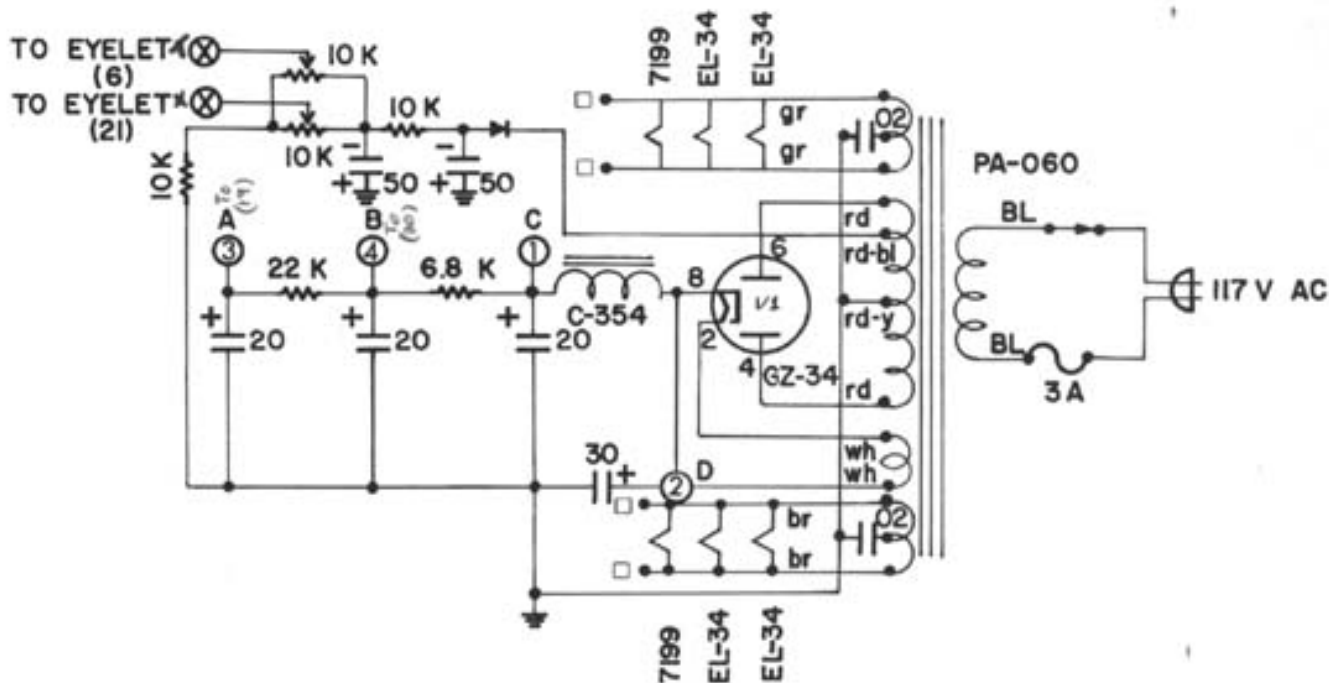 TO EYELET
(6)
TO EYELET
(21)
10 K
10 K
10 K
10K
50
50
7199
EL-34
EL-34
gr
gr
02
PA-060
BL
BL
3 A
117 V AC
rd
rd-bl
rd-y
rd
6
8
2
4
V1
GZ-34
A
To
B
To
C
3
4
1
22 K
6.8 K
C-354
20
20
20
wh
wh
30
2
D
02
br
br
7199
EL-34
EL-34